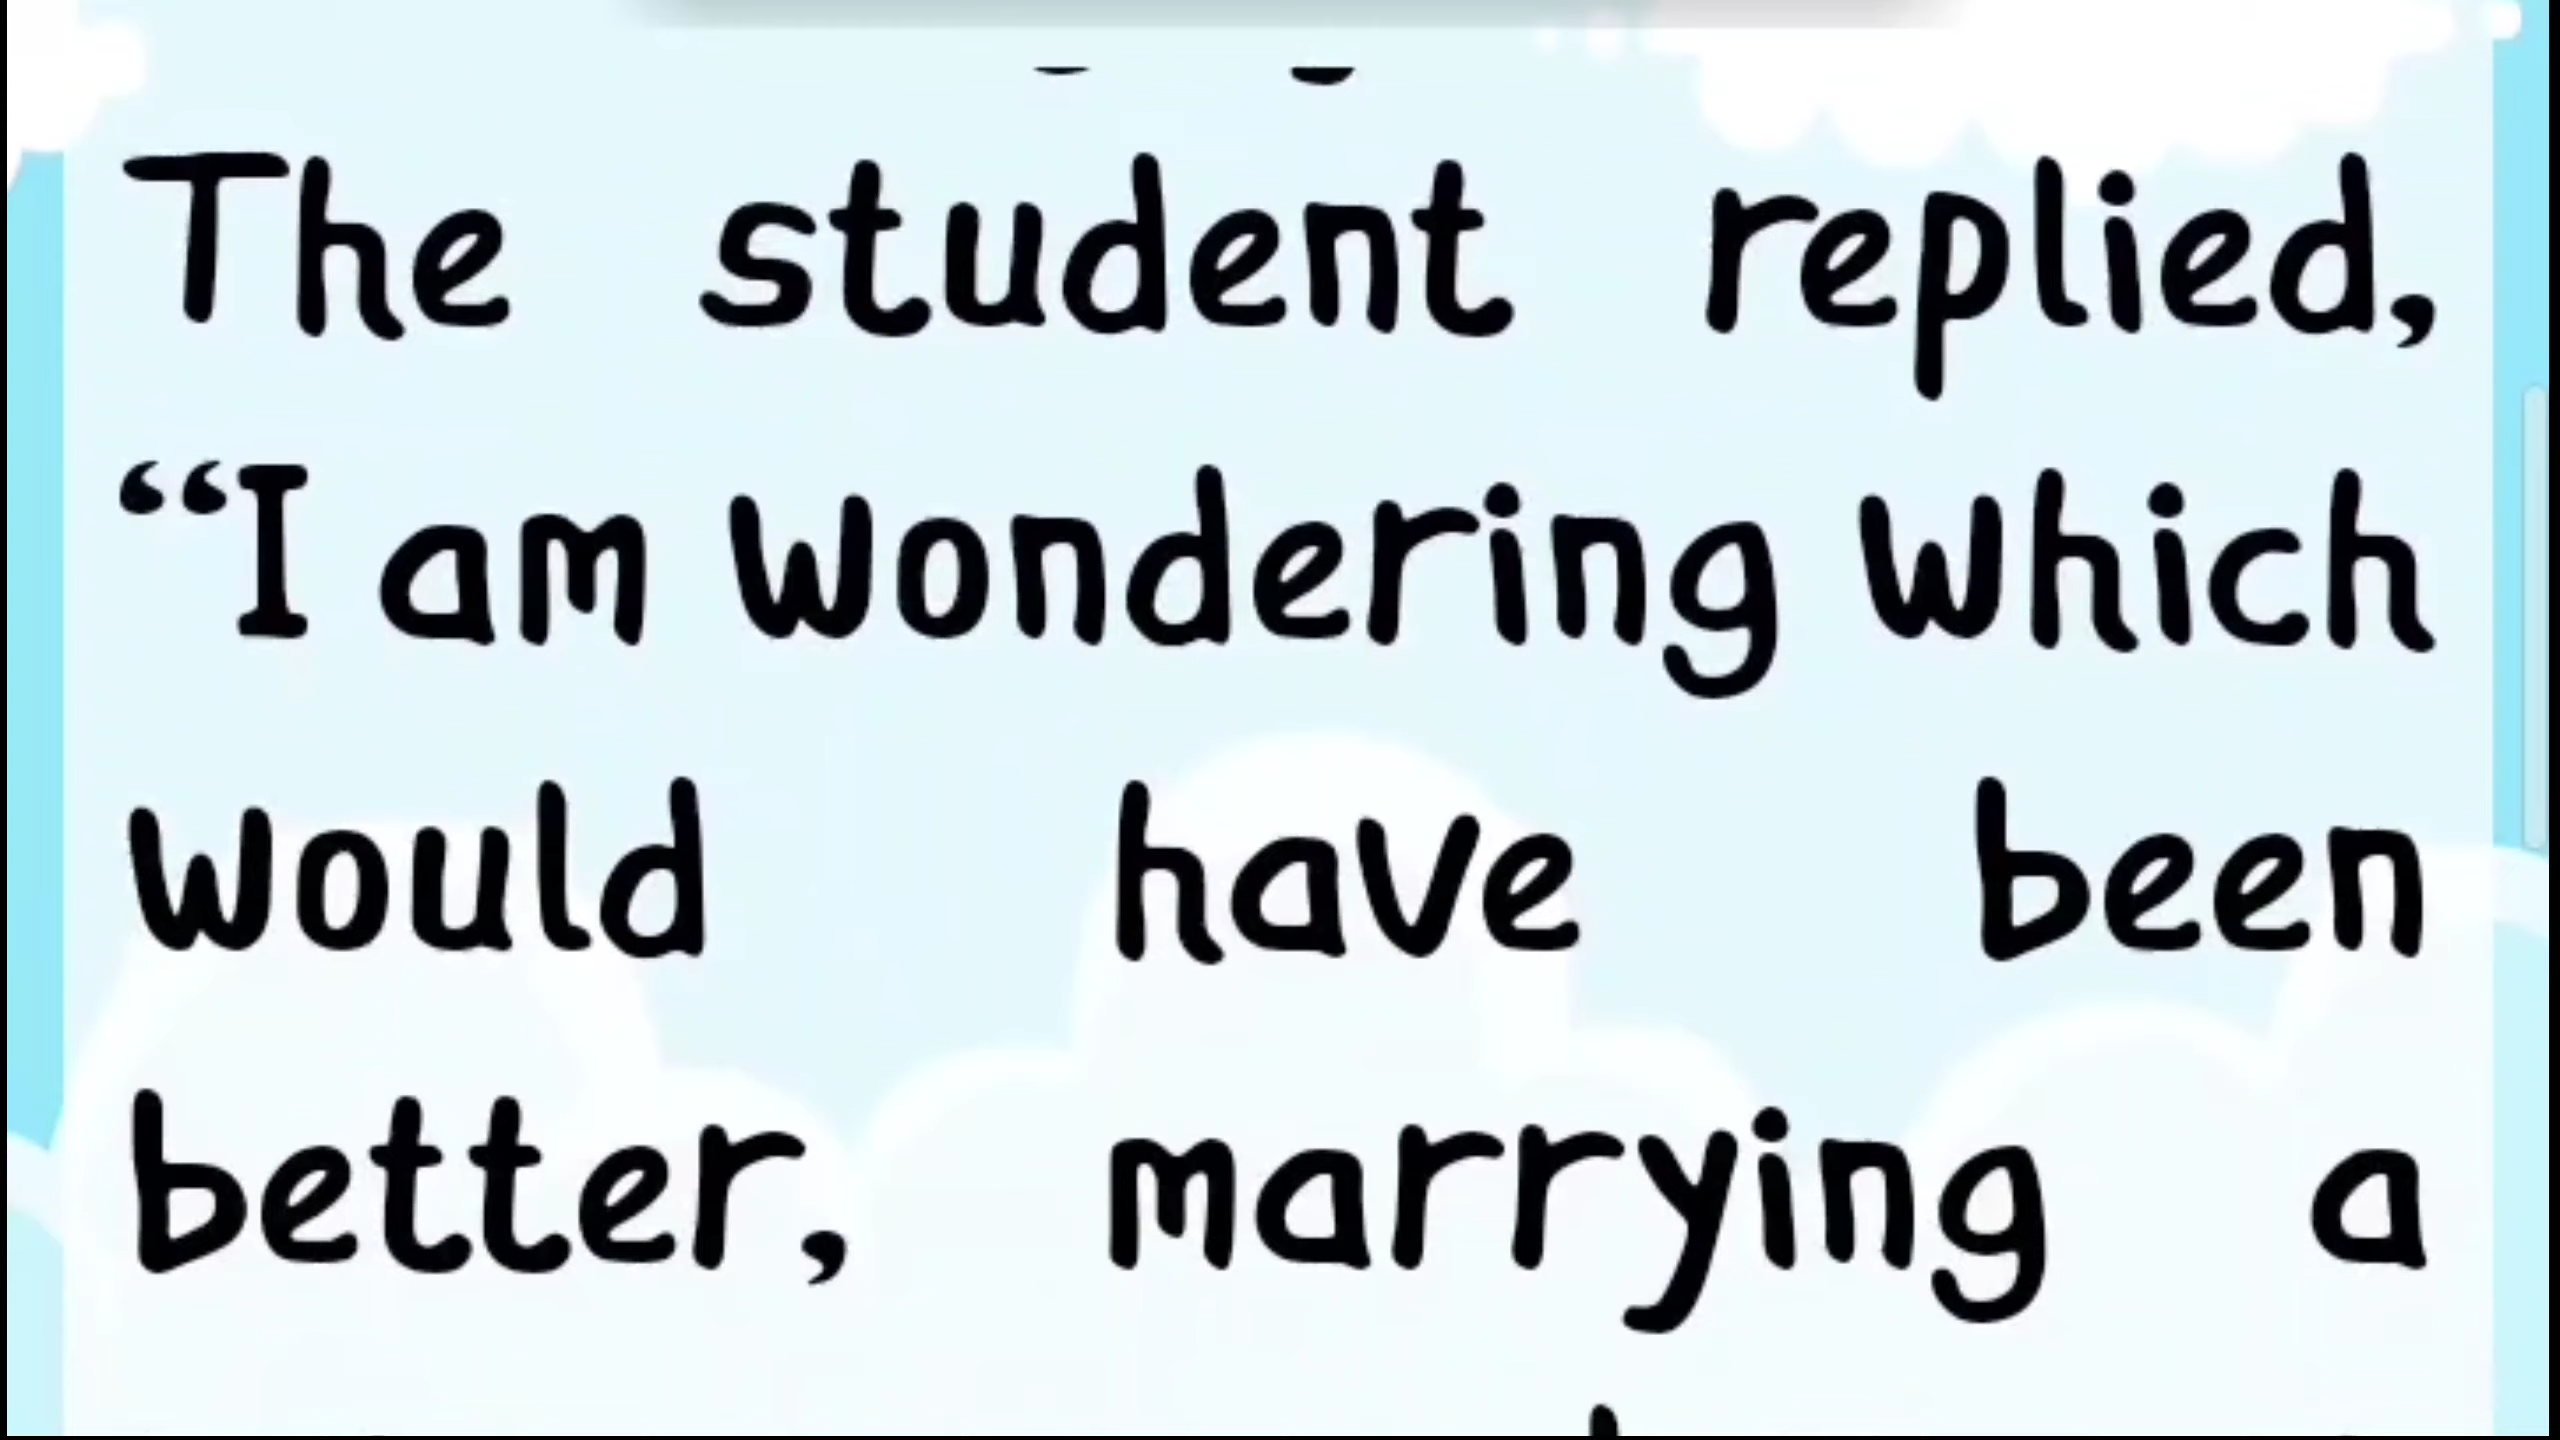 The student replied,
“I am wondering which
would have been
better, marrying a